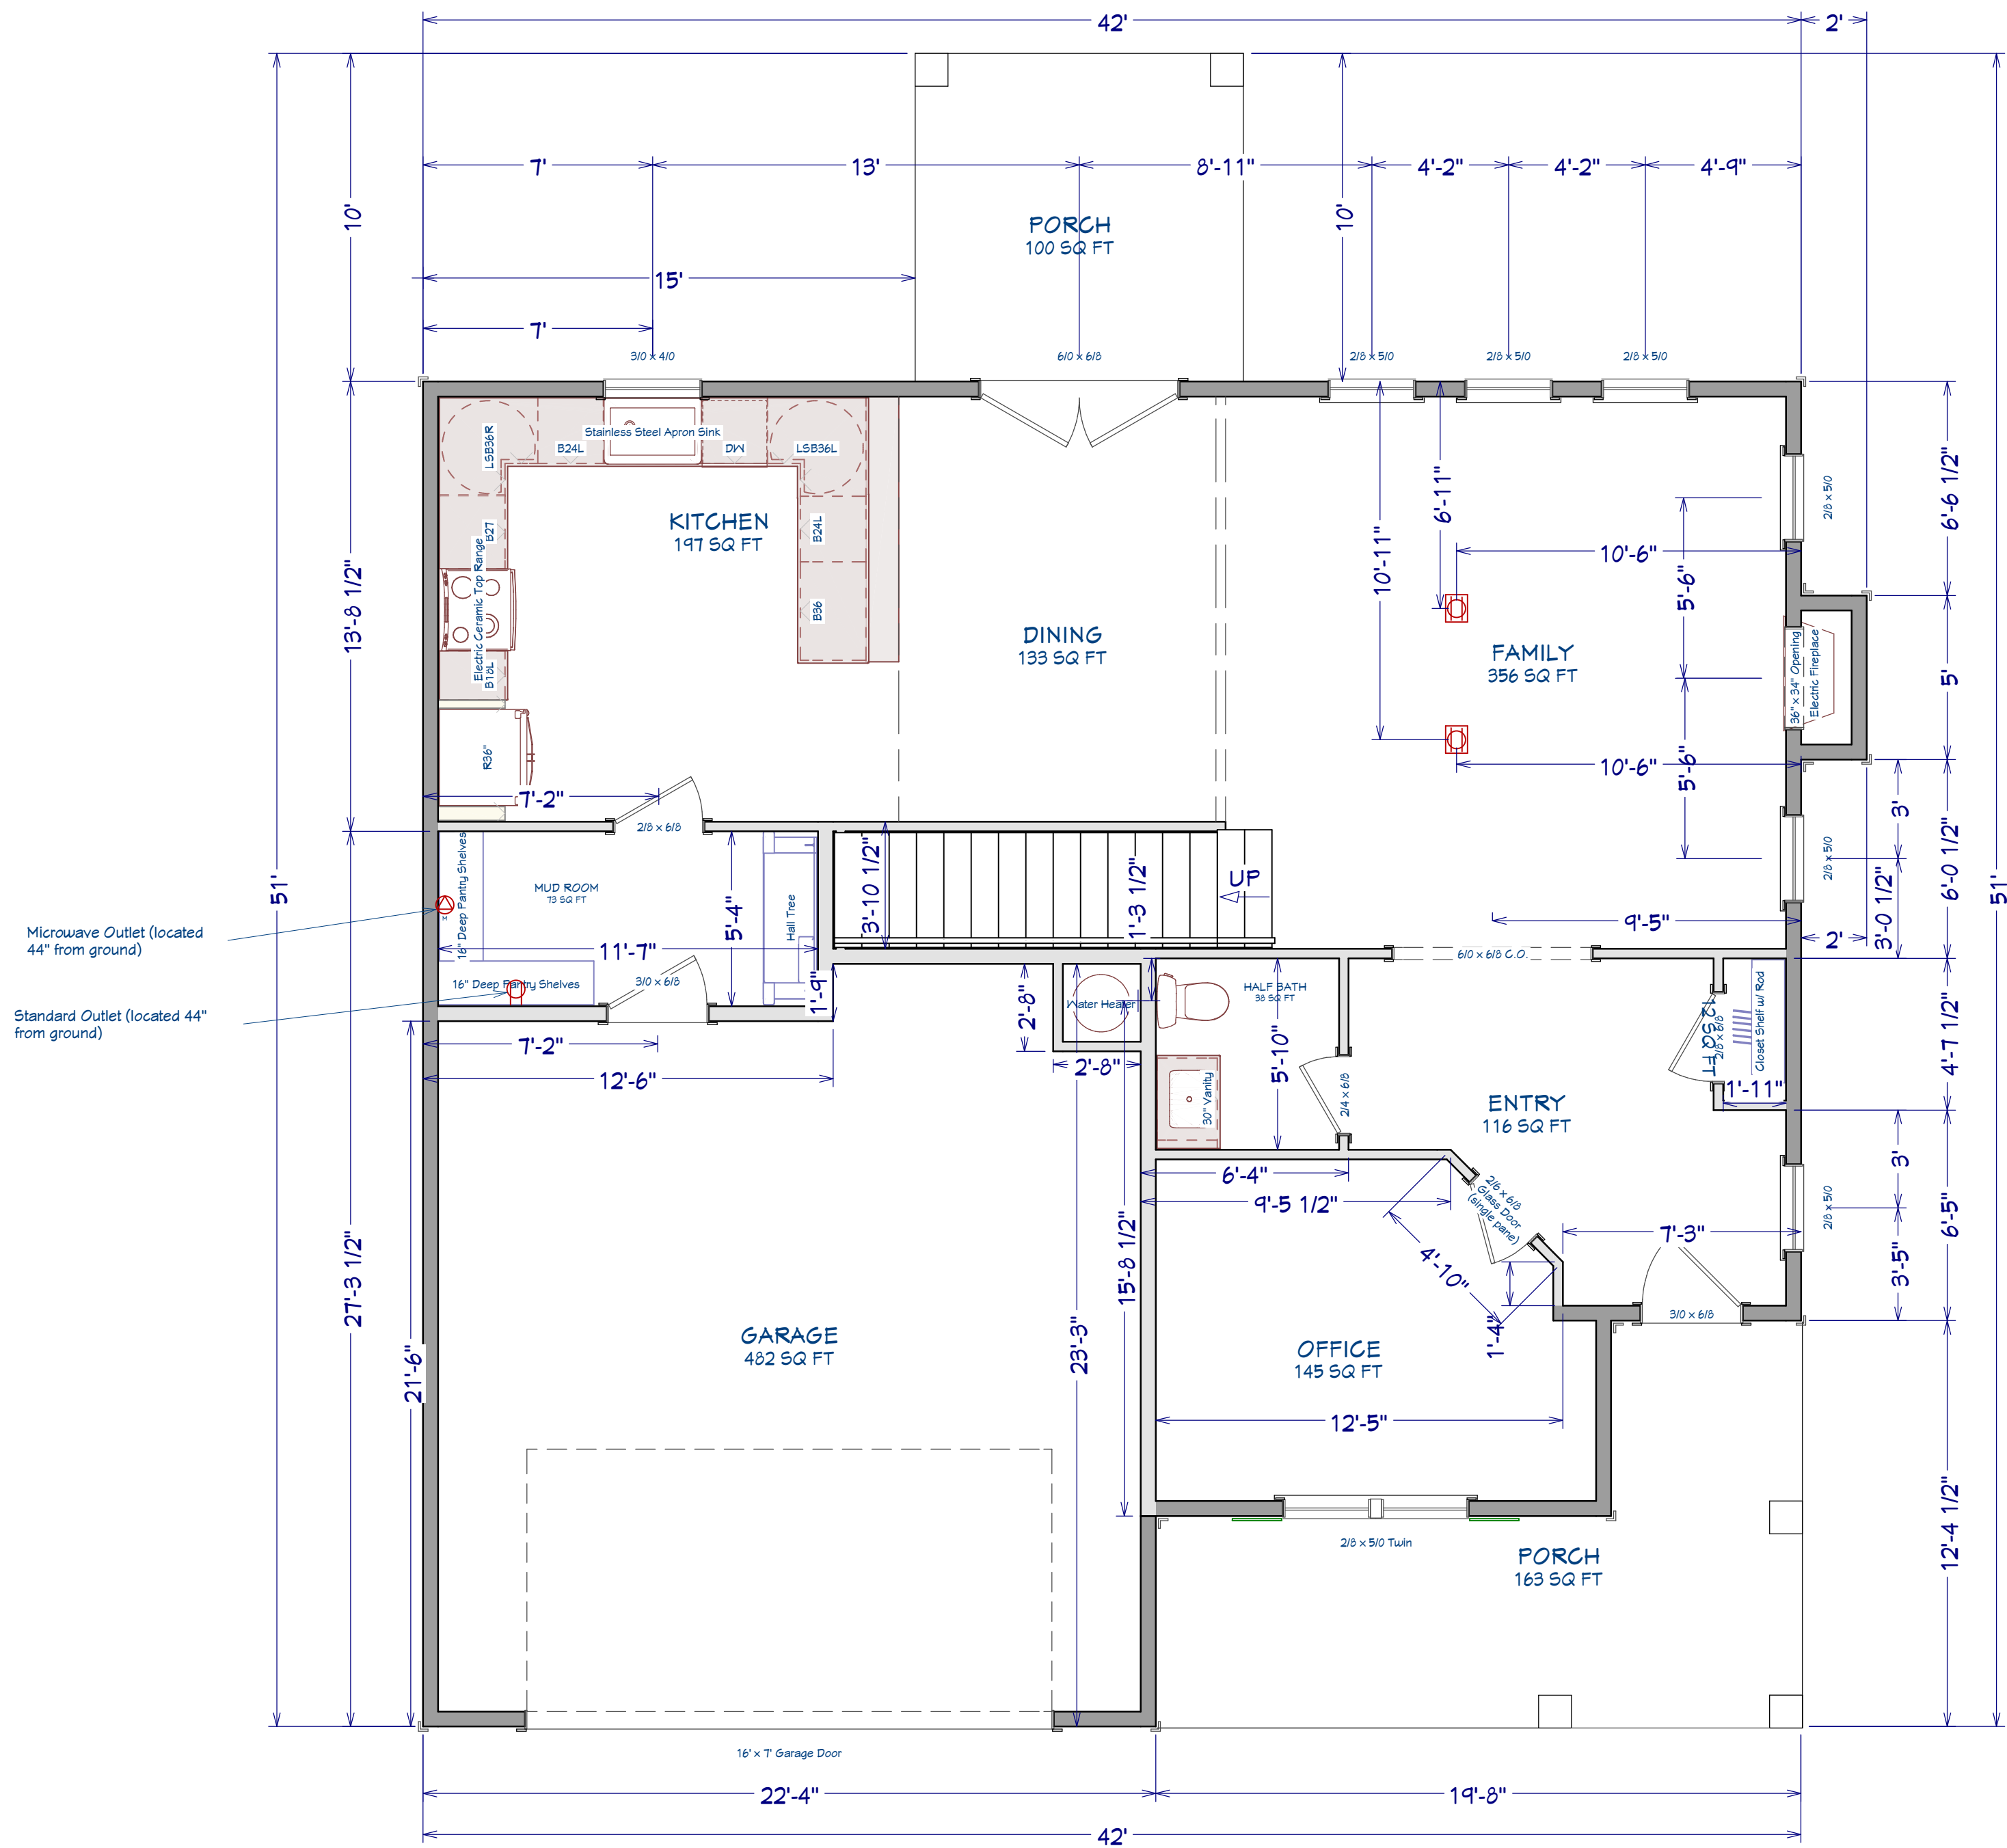 42'
2'
7'
13'
8'-11"
4'-2"
4'-2"
4'-9"
10'
10'
PORCH
100 SQ FT
15'
7'
3/0 x 4/0
6/0 x 6/8
2/8 x 5/0
2/8 x 5/0
2/8 x 5/0
LSB36R
B24L
Stainless Steel Apron Sink
DW
LSB36L
KITCHEN
197 SQ FT
B27
Electric Ceramic Top Range
B18L
B24L
B36
R36"
DINING
133 SQ FT
FAMILY
356 SQ FT
6'-11"
10'-11"
10'-6"
5'-6"
10'-6"
5'-6"
2/8 x 5/0
36" x 34" Opening
Electric Fireplace
6'-6 1/2"
5'
3'
6'-0 1/2"
3'-0 1/2"
2/8 x 5/0
2'
9'-5"
13'-8 1/2"
51'
51'
7'-2"
2/8 x 6/8
16" Deep Pantry Shelves
MUD ROOM
73 SQ FT
5'-4"
Hall Tree
3'-10 1/2"
1'-3 1/2"
UP
Microwave Outlet (located
44" from ground)
M
11'-7"
16" Deep Pantry Shelves
3/0 x 6/8
1'-9"
Standard Outlet (located 44"
from ground)
7'-2"
12'-6"
2'-8"
Water Heater
2'-8"
HALF BATH
38 SQ FT
5'-10"
30" Vanity
2/4 x 6/8
6/0 x 6/8 C.O.
12 SQ FT
2/8 x 6/8
Closet Shelf w/ Rod
1'-11"
4'-7 1/2"
ENTRY
116 SQ FT
6'-4"
9'-5 1/2"
2/6 x 6/8
Glass Door
(single pane)
4'-10"
7'-3"
2/8 x 5/0
3'
6'-5"
3'-5"
1'-4"
3/0 x 6/8
27'-3 1/2"
21'-6"
GARAGE
482 SQ FT
23'-3"
15'-8 1/2"
OFFICE
145 SQ FT
12'-5"
2/8 x 5/0 Twin
PORCH
163 SQ FT
12'-4 1/2"
16' x 7' Garage Door
22'-4"
19'-8"
42'